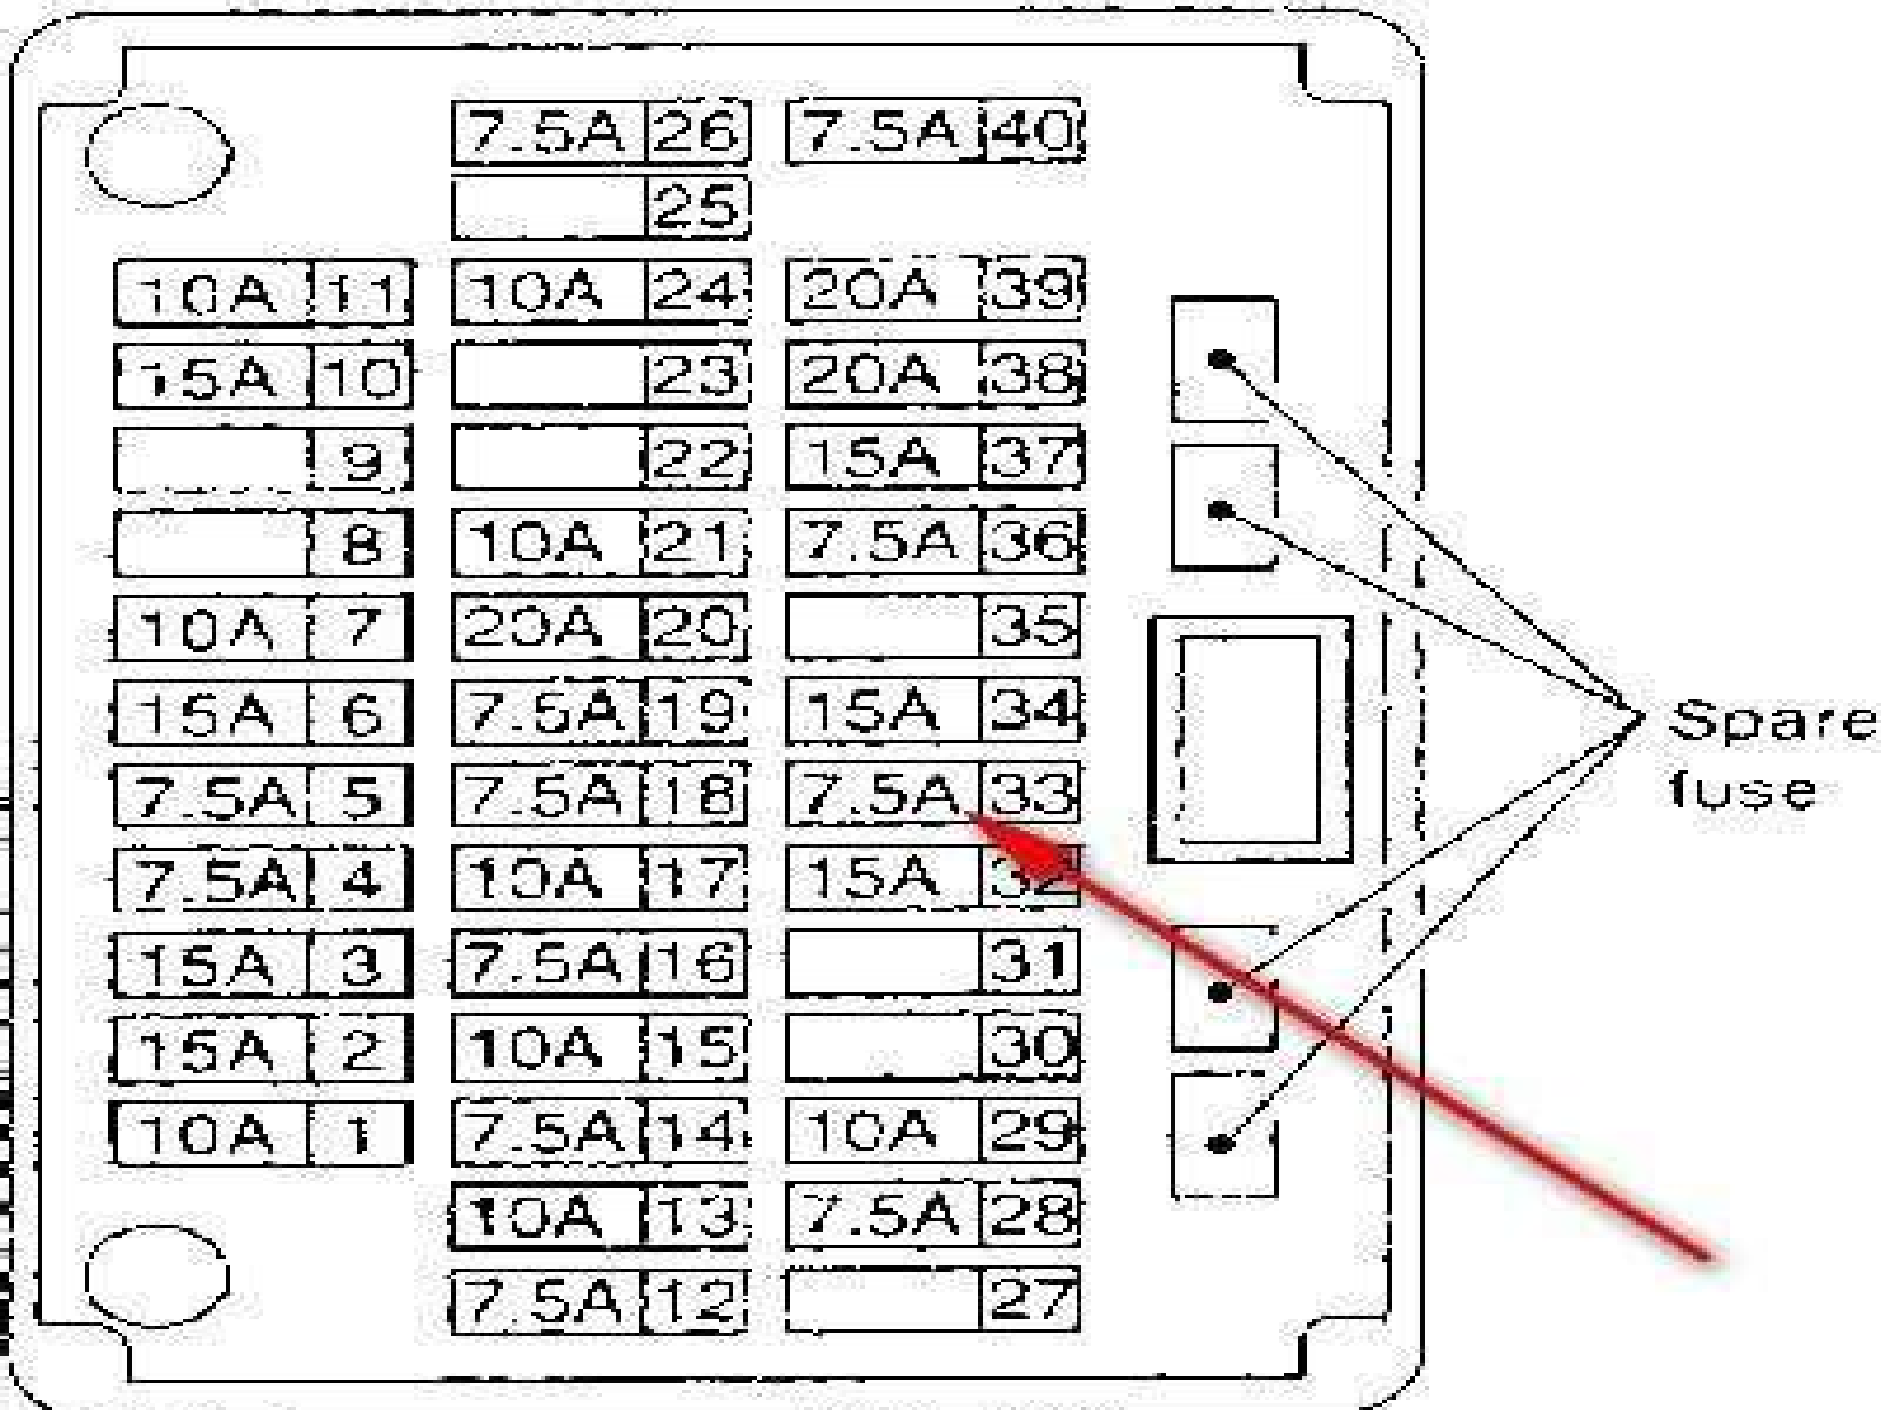 7.5A 26 7.5A 40
25
10A 11 10A 24 20A 39
15A 10 23 20A 38
9 22 15A 37
8 10A 21 7.5A 36
10A 7 20A 20 35
15A 6 7.5A 19 15A 34
7.5A 5 7.5A 18 7.5A 33
7.5A 4 10A 17 15A 32
15A 3 7.5A 16 31
15A 2 10A 15 30
10A 1 7.5A 14 10A 29
10A 13 7.5A 28
7.5A 12 27
Spare
fuse